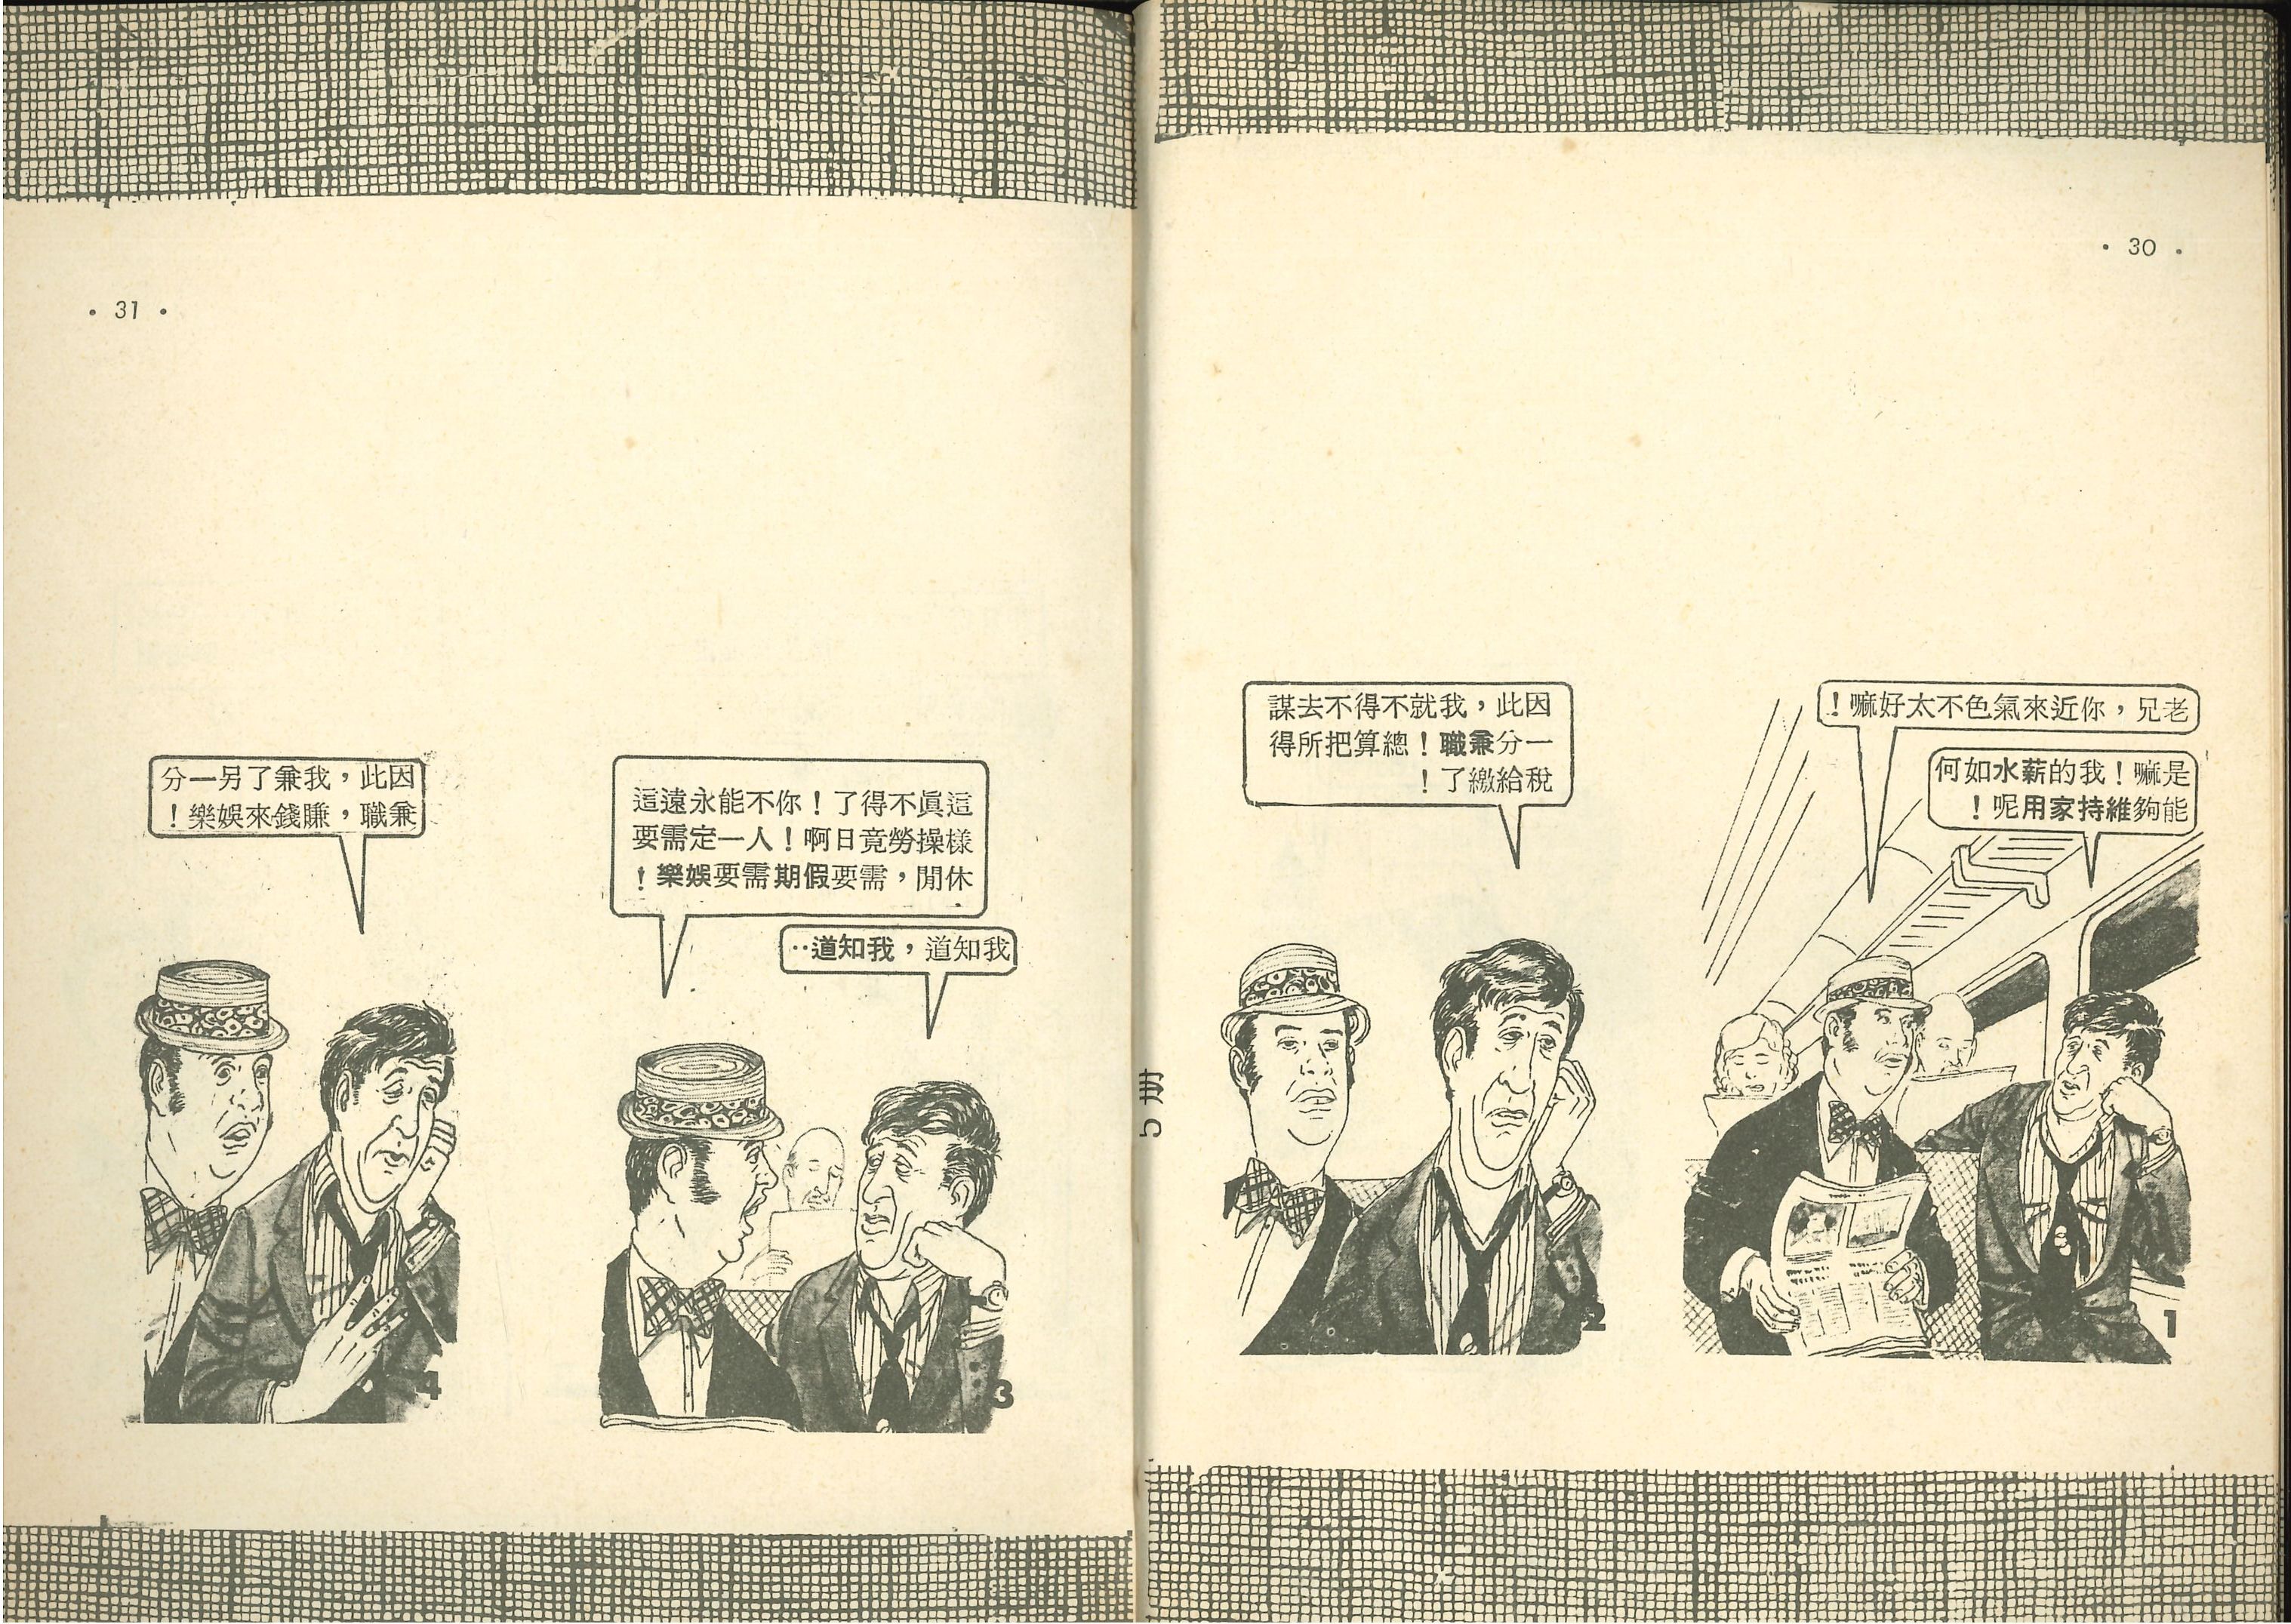 • 30 •
老兄，你近來氣色不太好嘛！
是嘛！我的薪水如何
能夠維持家用呢！
1
因此，我就不得不去謀
一分兼職！總算把所得
稅給繳了！
2
• 31 •
這眞不得了！你不能永遠這
樣操勞竟日啊！人一定需要
休閒，需要假期需要娛樂！
我知道，我知道‥
3
因此，我兼了另一分
兼職，賺錢來娛樂！
4